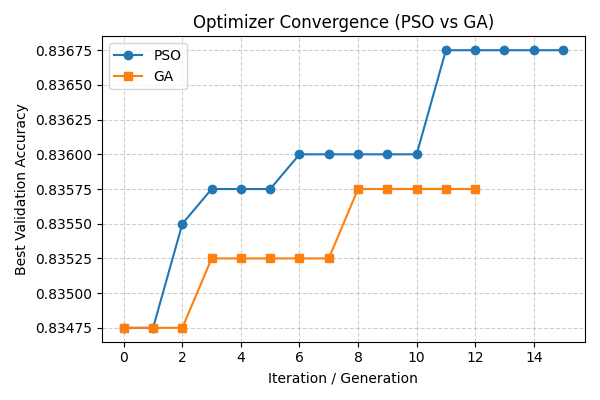 Optimizer Convergence (PSO vs GA)
PSO
GA
Best Validation Accuracy
0.83675
0.83650
0.83625
0.83600
0.83575
0.83550
0.83525
0.83500
0.83475
0 2 4 6 8 10 12 14
Iteration / Generation